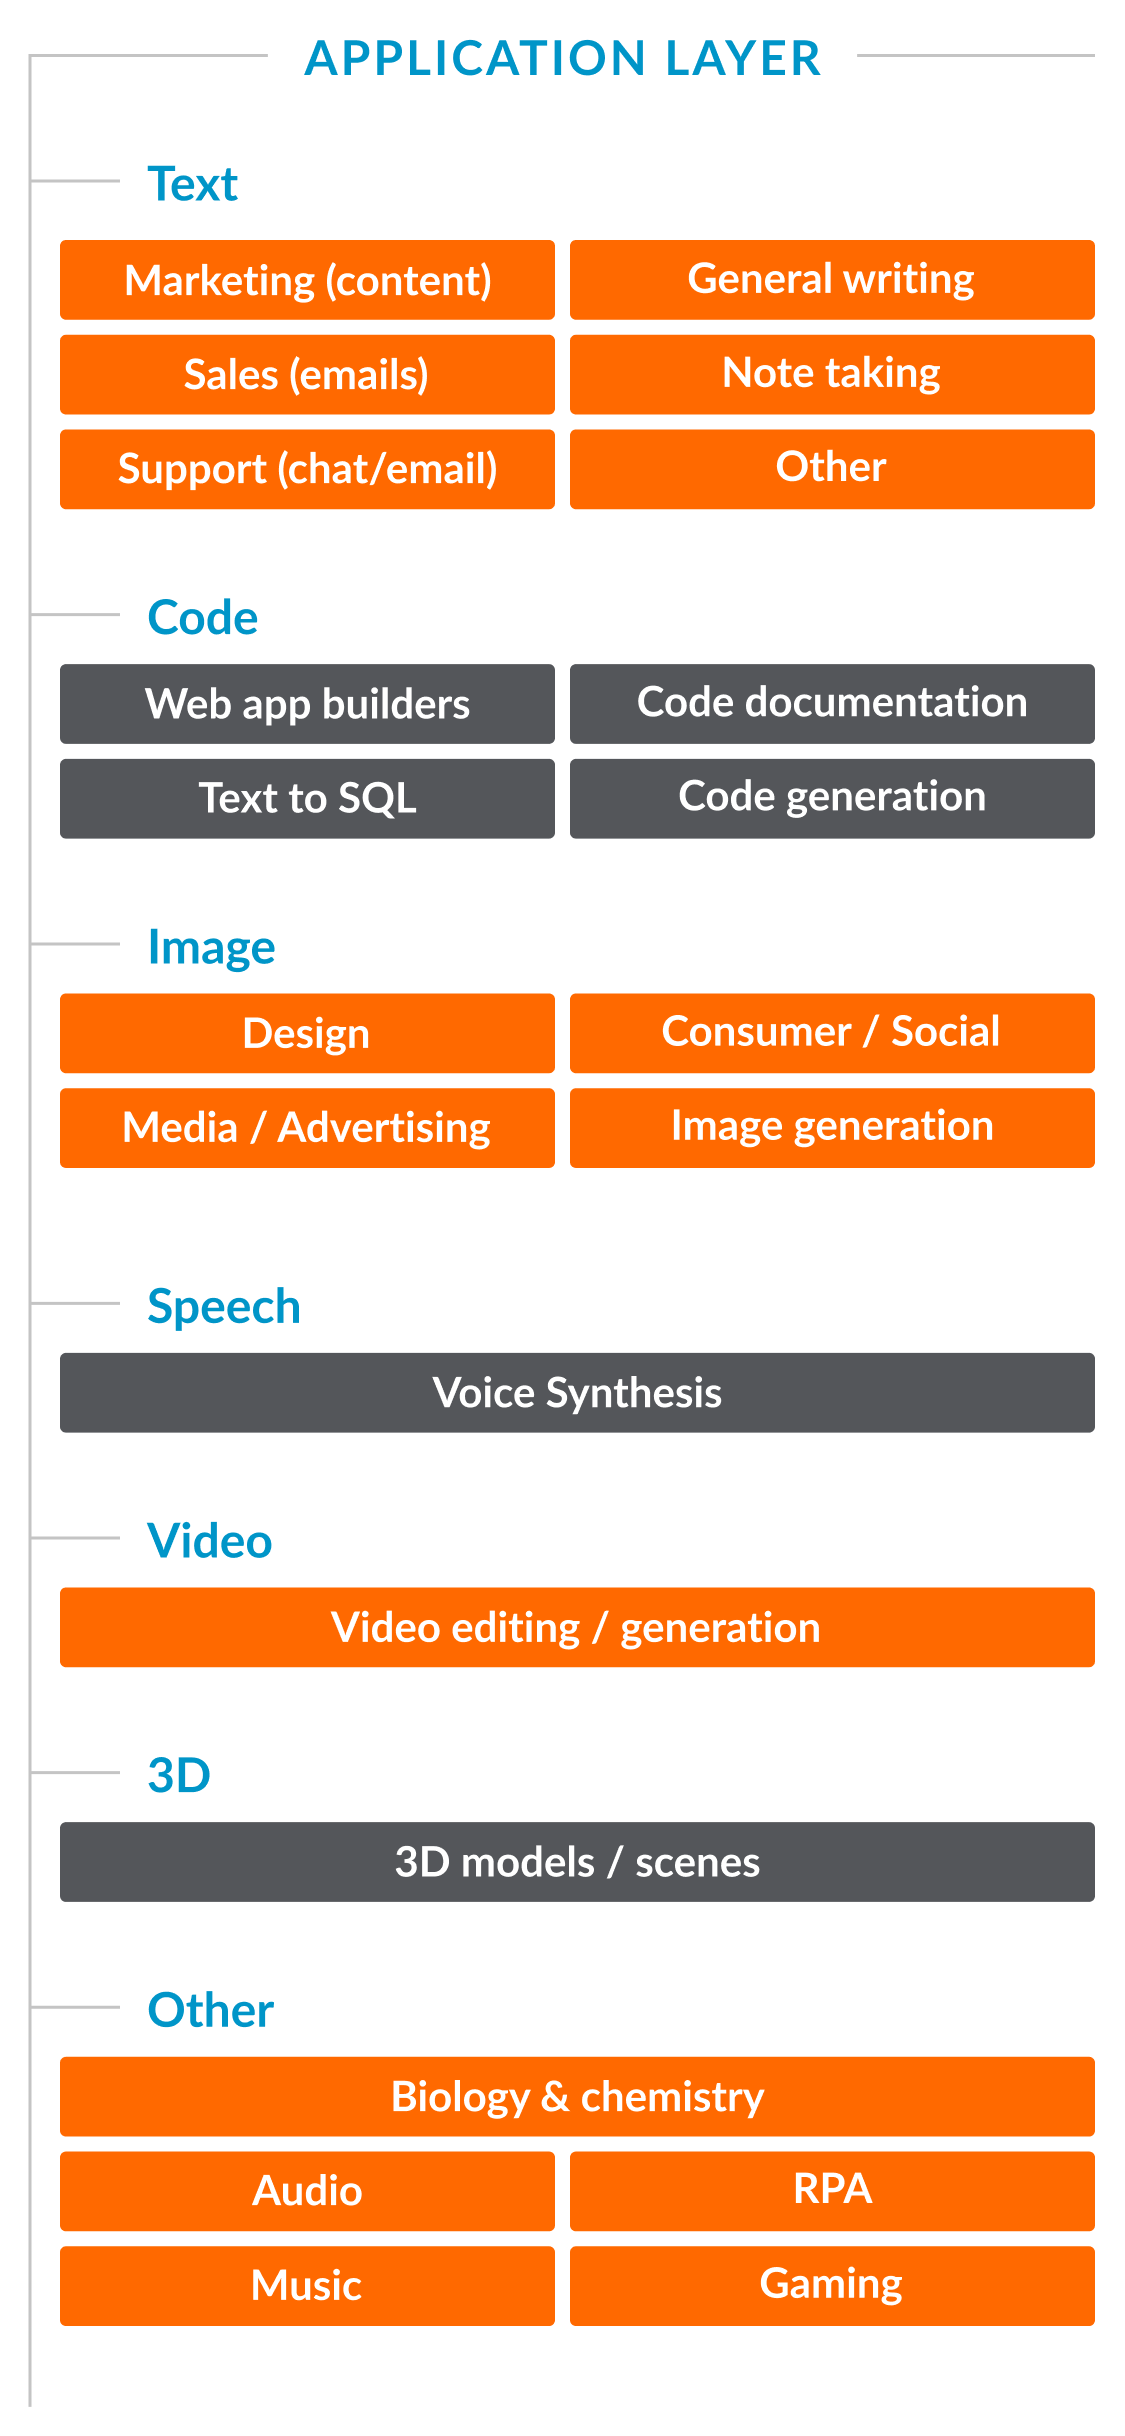 APPLICATION LAYER
Text
Marketing (content)
General writing
Sales (emails)
Note taking
Support (chat/email)
Other
Code
Web app builders
Code documentation
Text to SQL
Code generation
Image
Design
Consumer / Social
Media / Advertising
Image generation
Speech
Voice Synthesis
Video
Video editing / generation
3D
3D models / scenes
Other
Biology & chemistry
Audio
RPA
Music
Gaming